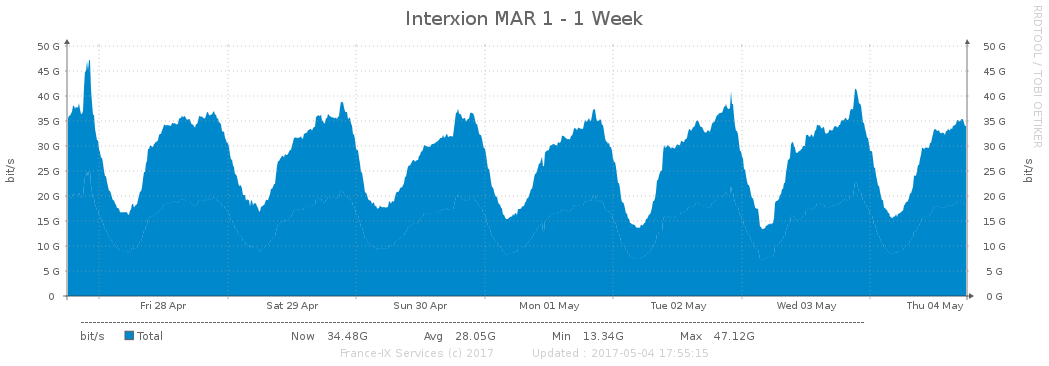 Interxion MAR 1 - 1 Week
RRDTOOL / TOBI OETIKER
50 G 50 G
45 G 45 G
40 G 40 G
35 G 35 G
30 G 30 G
25 G 25 G
20 G 20 G
15 G 15 G
10 G 10 G
5 G 5 G
0 0 G
bit/s bit/s
Fri 28 Apr Sat 29 Apr Sun 30 Apr Mon 01 May Tue 02 May Wed 03 May Thu 04 May
bit/s Total Now 34.48G Avg 28.05G Min 13.34G Max 47.12G
France-IX Services (c) 2017 Updated : 2017-05-04 17:55:15